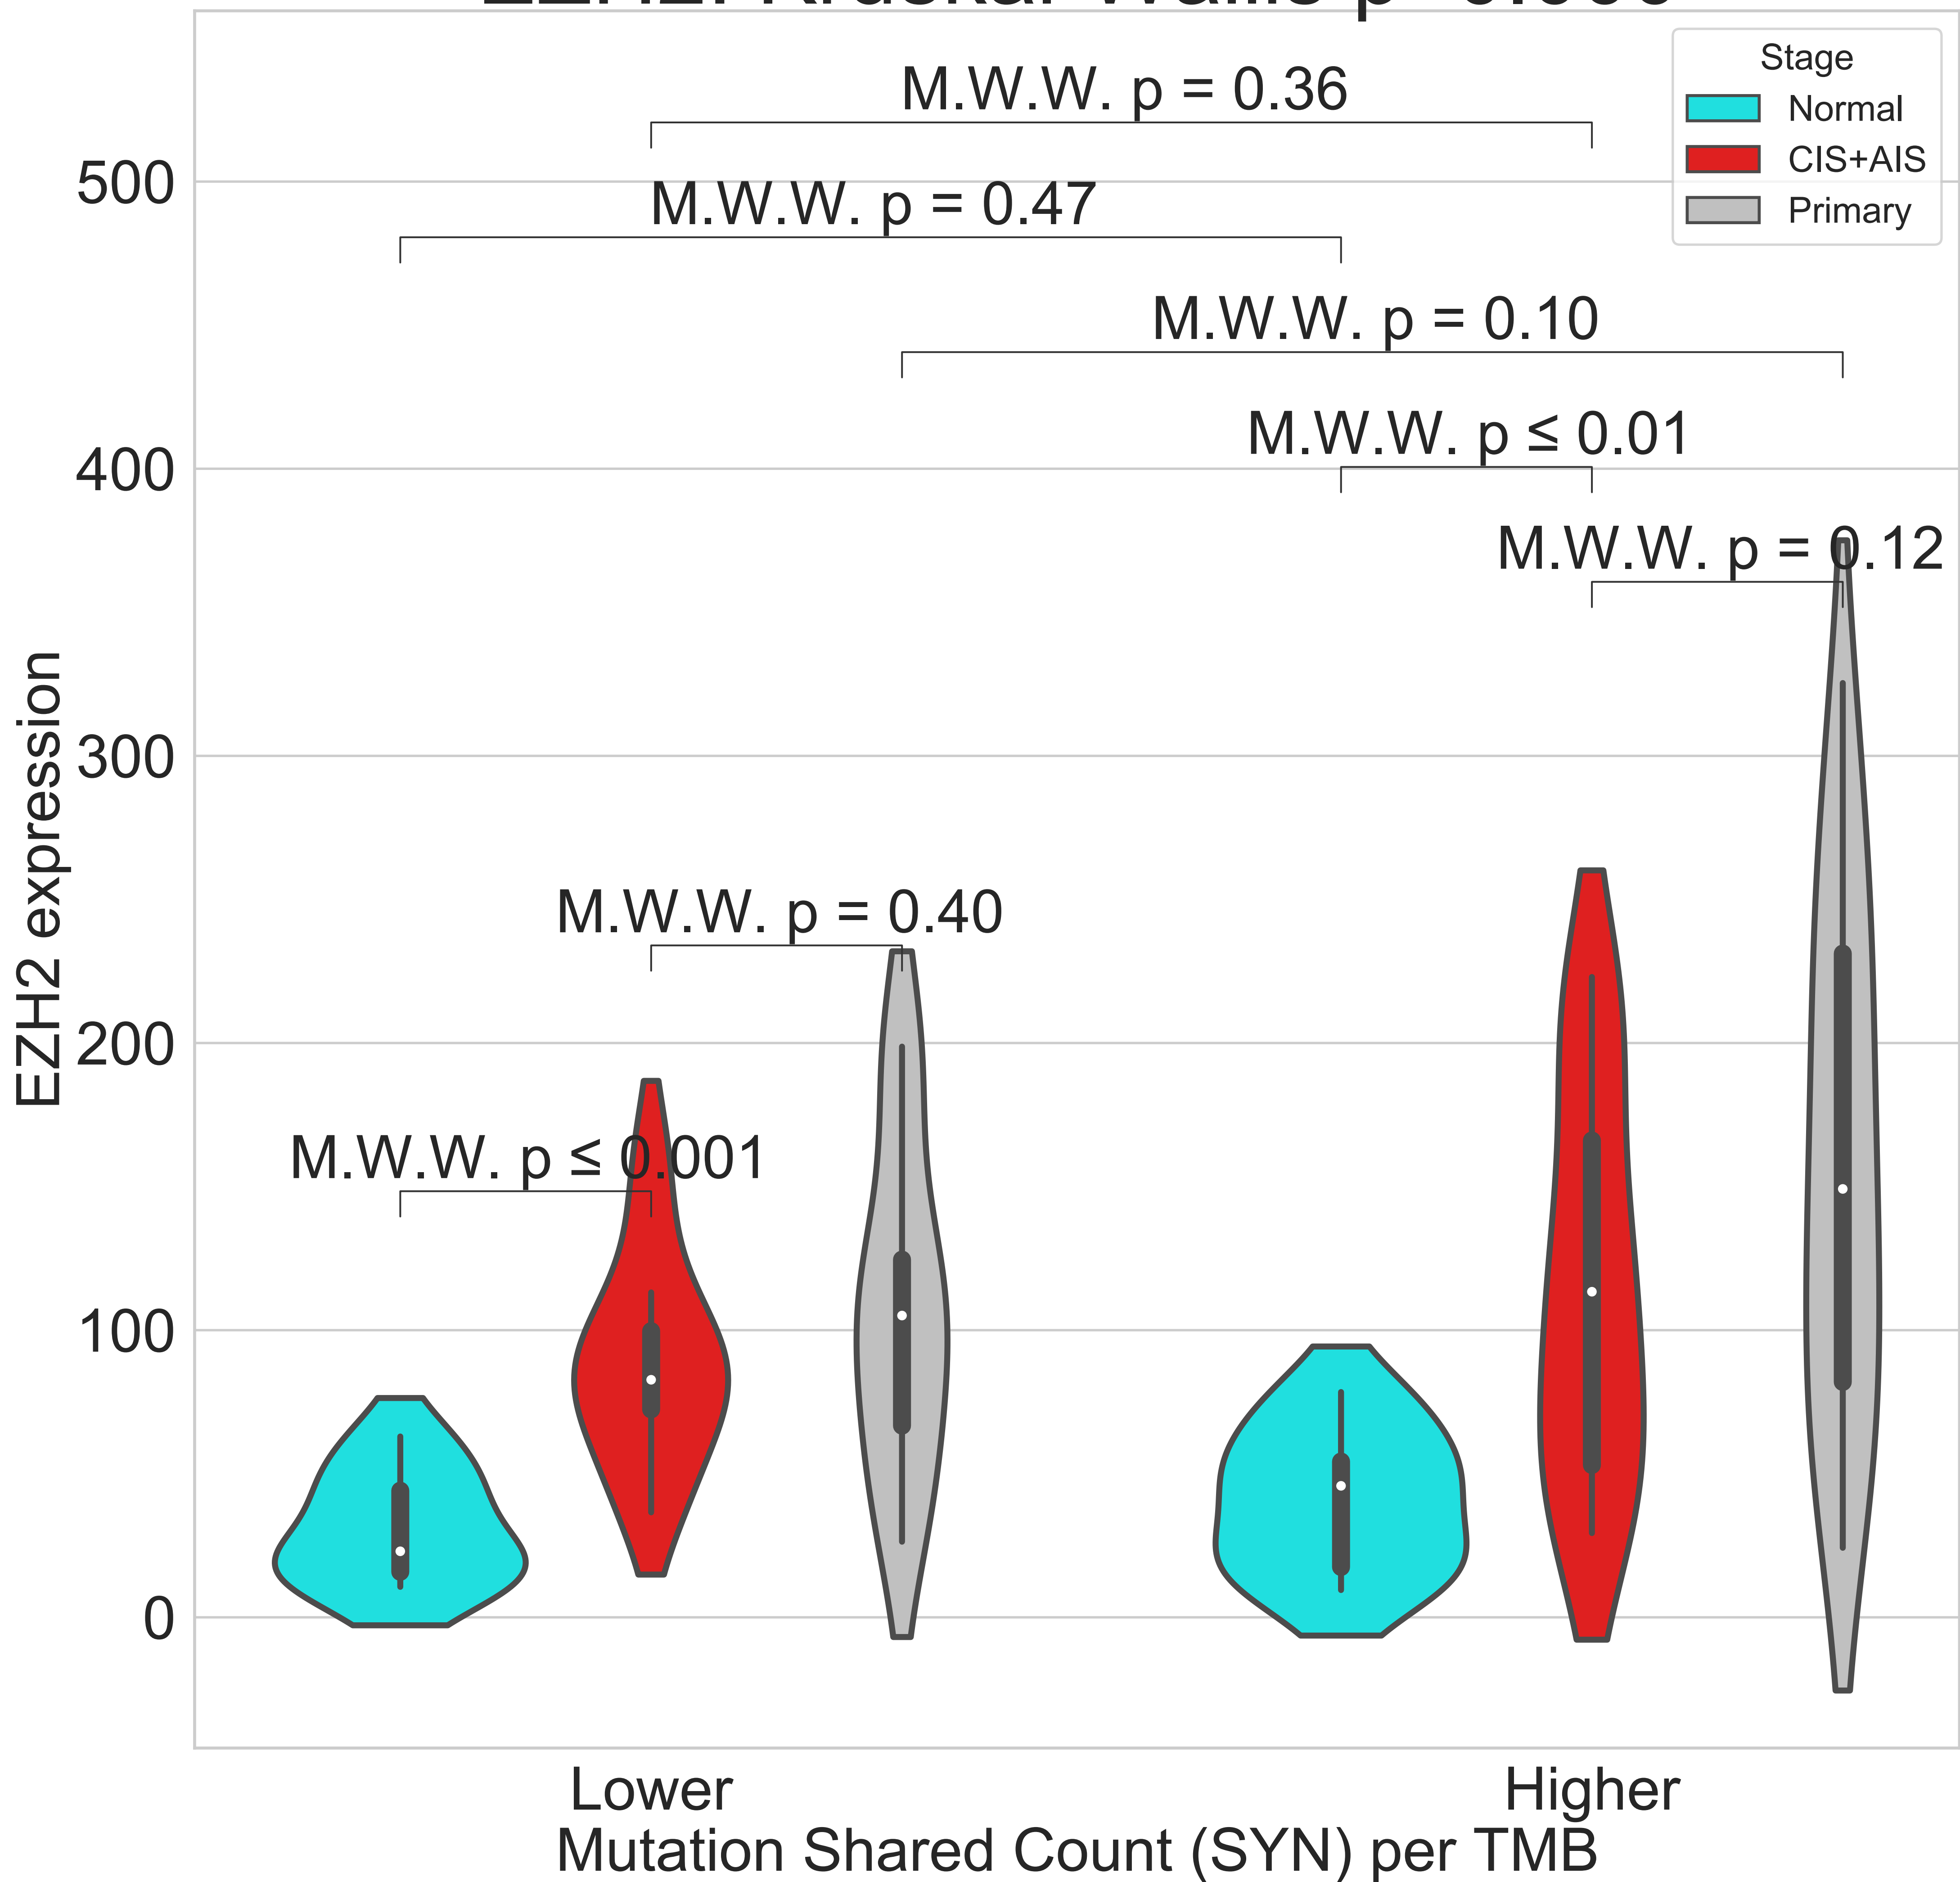 Stage
Normal
CIS+AIS
Primary
M.W.W. p = 0.36
M.W.W. p = 0.47
M.W.W. p = 0.10
M.W.W. p ≤ 0.01
M.W.W. p = 0.12
M.W.W. p = 0.40
M.W.W. p ≤ 0.001
EZH2 expression
500
400
300
200
100
0
Lower
Higher
Mutation Shared Count (SYN) per TMB